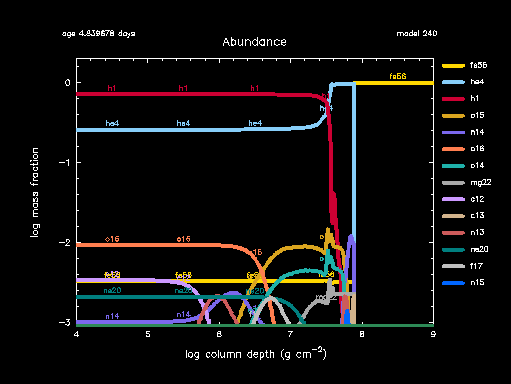 age 4.839878 days
model 240
Abundance
fe56
he4
h1
o15
n14
o16
o14
mg22
c12
c13
n13
ne20
f17
n15
log mass fraction
0
−1
−2
−3
h1 h1 h1
he4 he4 he4
fe56
o16 o16
fe56 fe56
ne20
n14 n14
4 5 6 7 8 9
log column depth (g cm⁻²)